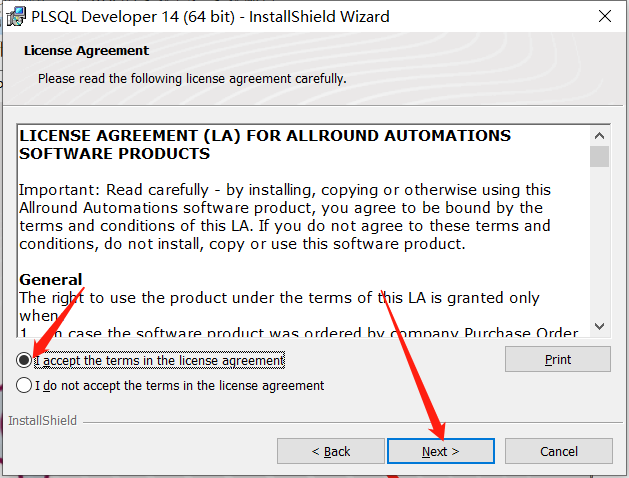 PLSQL Developer 14 (64 bit) - InstallShield Wizard
License Agreement
Please read the following license agreement carefully.
LICENSE AGREEMENT (LA) FOR ALLROUND AUTOMATIONS
SOFTWARE PRODUCTS
Important: Read carefully - by installing, copying or otherwise using this
Allround Automations software product, you agree to be bound by the
terms and conditions of this LA. If you do not agree to these terms and
conditions, do not install, copy or use this software product.
General
The right to use the product under the terms of this LA is granted only
when
1. In case the software product was ordered by company Purchase Order
I accept the terms in the license agreement
Print
I do not accept the terms in the license agreement
InstallShield
< Back
Next >
Cancel